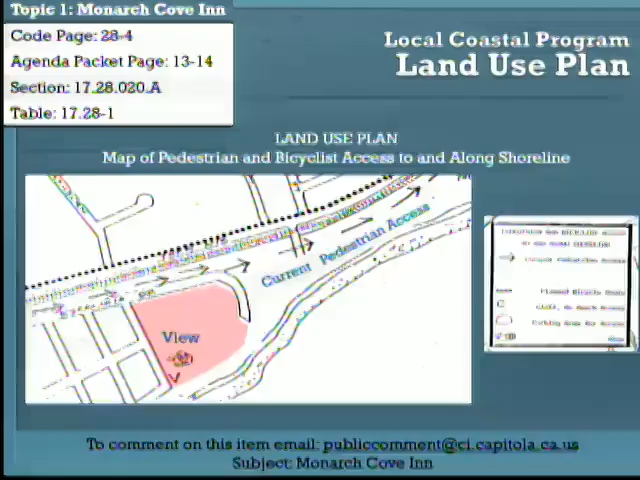 Topic 1: Monarch Cove Inn
Code Page: 28-4
Agenda Packet Page: 13-14
Section: 17.28.020.A
Table: 17.28-1
Local Coastal Program
Land Use Plan
LAND USE PLAN
Map of Pedestrian and Bicyclist Access to and Along Shoreline
Current Pedestrian Access
View
To comment on this item email: publiccomment@ci.capitola.ca.us
Subject: Monarch Cove Inn